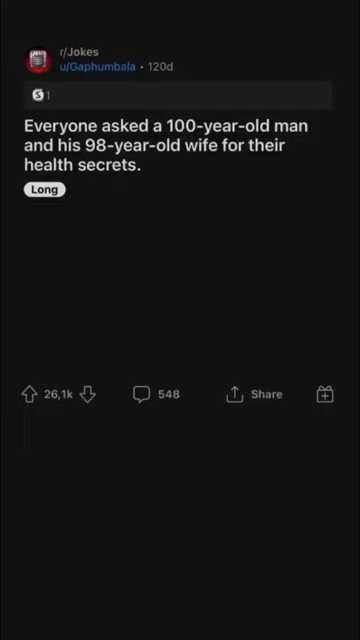 r/Jokes
u/Gaphumbala • 120d
S 1
Everyone asked a 100-year-old man
and his 98-year-old wife for their
health secrets.
Long
26,1k 548 Share